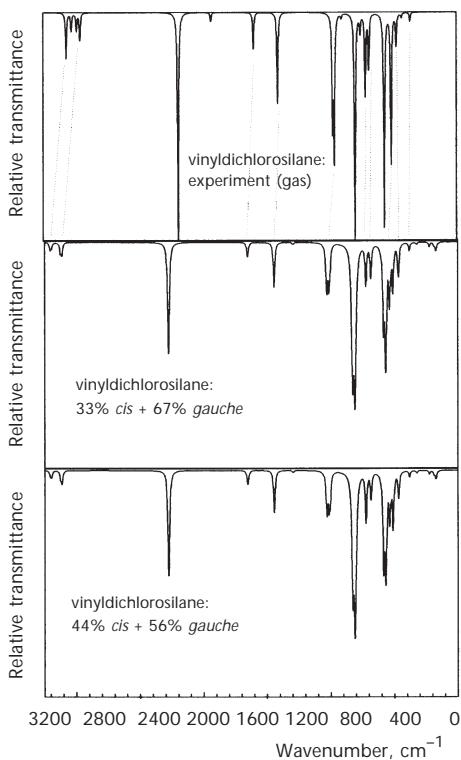 Relative transmittance
vinyldichlorosilane:
experiment (gas)
Relative transmittance
vinyldichlorosilane:
33% cis + 67% gauche
Relative transmittance
vinyldichlorosilane:
44% cis + 56% gauche
3200 2800 2400 2000 1600 1200 800 400 0
Wavenumber, cm⁻¹